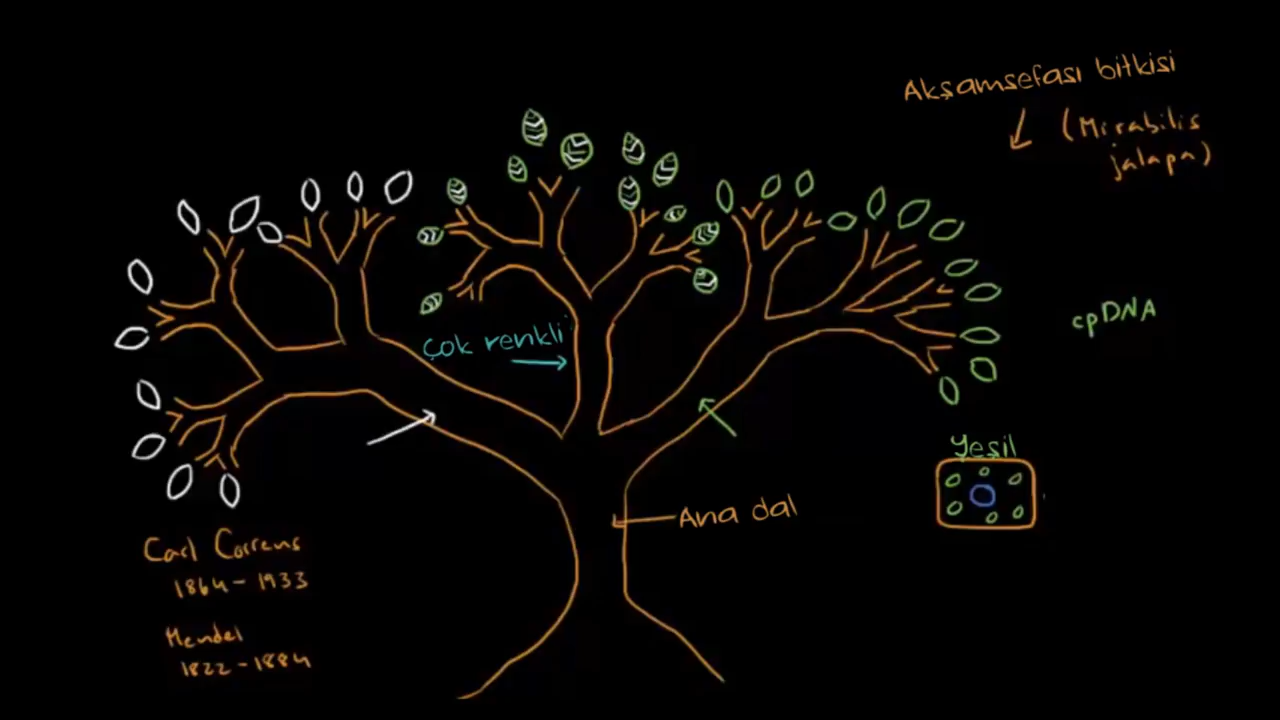 Akşamsefası bitkisi
(Mirabilis
jalapa)
çok renkli
cpDNA
Yeşil
Ana dal
Carl Correns
1864-1933
Mendel
1822-1884